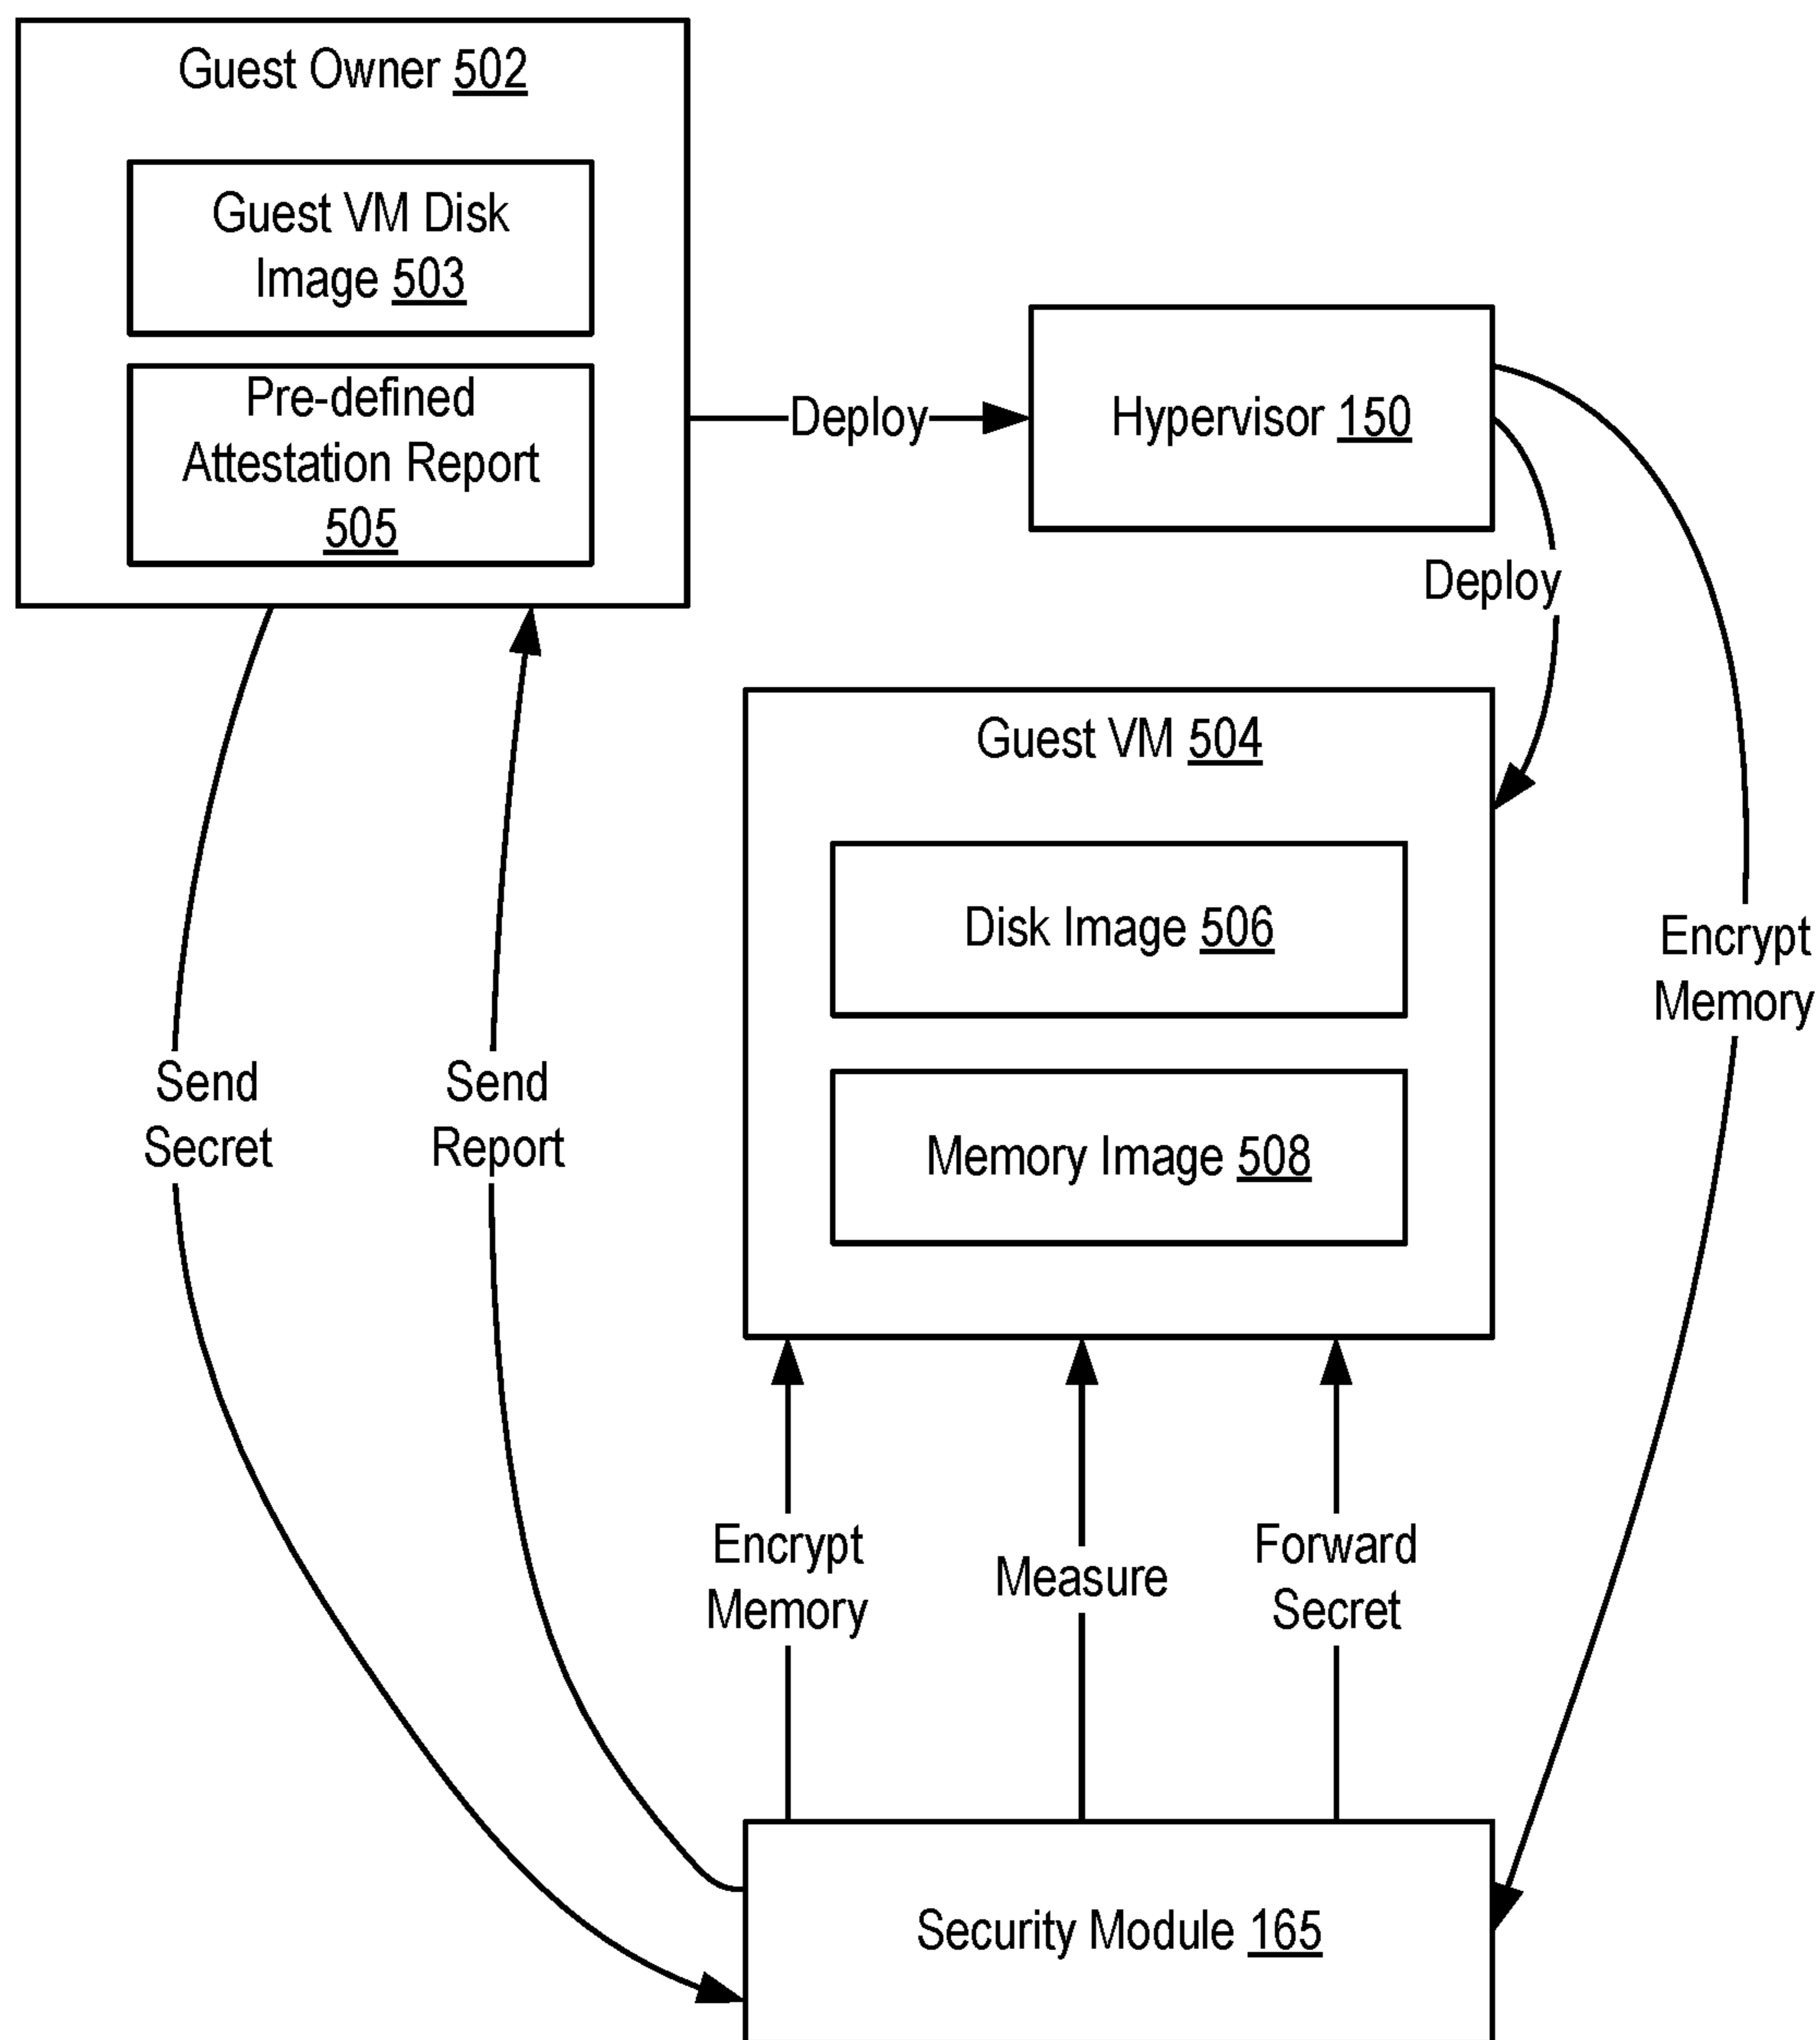 Guest Owner 502
Guest VM Disk
Image 503
Pre-defined
Attestation Report
505
Deploy
Hypervisor 150
Deploy
Guest VM 504
Disk Image 506
Encrypt
Memory
Send
Secret
Send
Report
Memory Image 508
Encrypt
Memory
Measure
Forward
Secret
Security Module 165